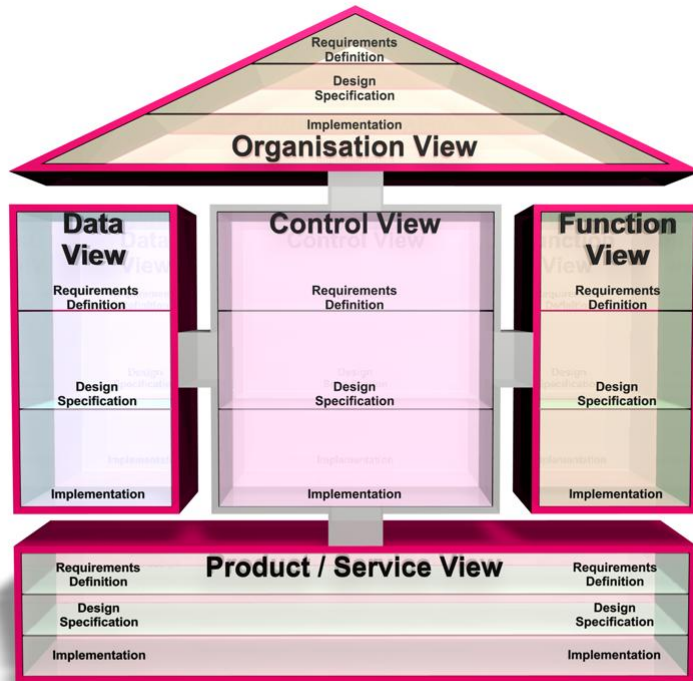 Requirements
Definition
Design
Specification
Implementation
Organisation View
Data
View
Requirements
Definition
Design
Specification
Implementation
Control View
Requirements
Definition
Design
Specification
Implementation
Function
View
Requirements
Definition
Design
Specification
Implementation
Product / Service View
Requirements
Definition
Requirements
Definition
Design
Specification
Design
Specification
Implementation
Implementation